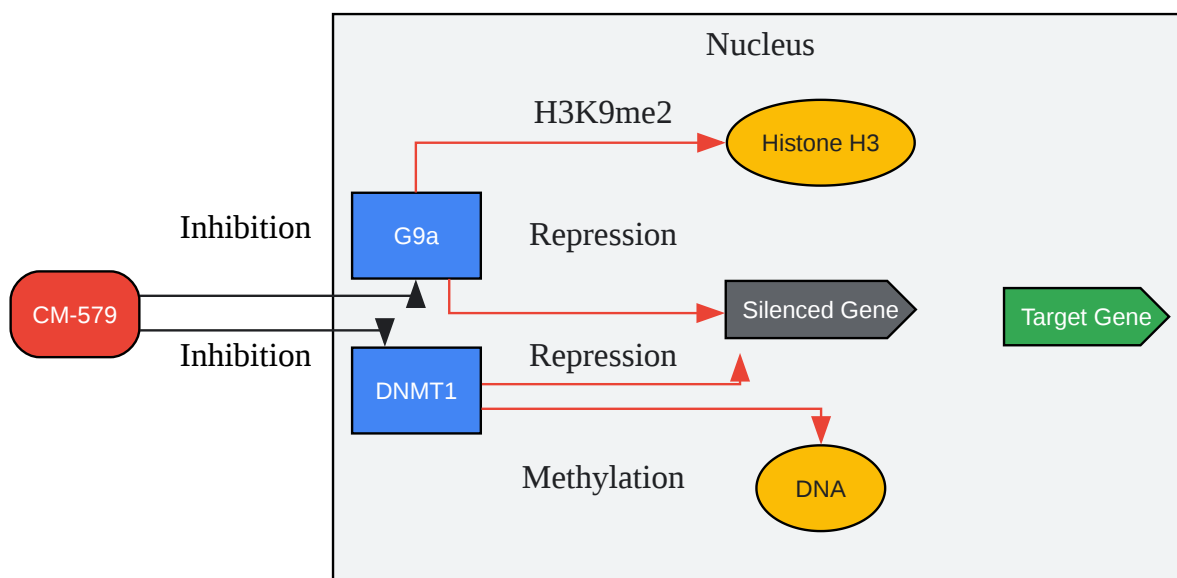 Nucleus
H3K9me2
Histone H3
Inhibition
G9a
Repression
CM-579
Silenced Gene
Target Gene
Inhibition
Repression
DNMT1
Methylation
DNA